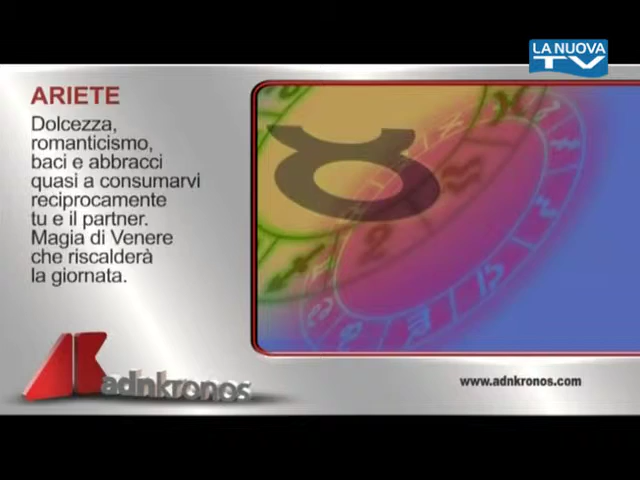 LA NUOVA
TV
ARIETE
Dolcezza,
romanticismo,
baci e abbracci
quasi a consumarvi
reciprocamente
tu e il partner.
Magia di Venere
che riscalderà
la giornata.
adnkronos
www.adnkronos.com